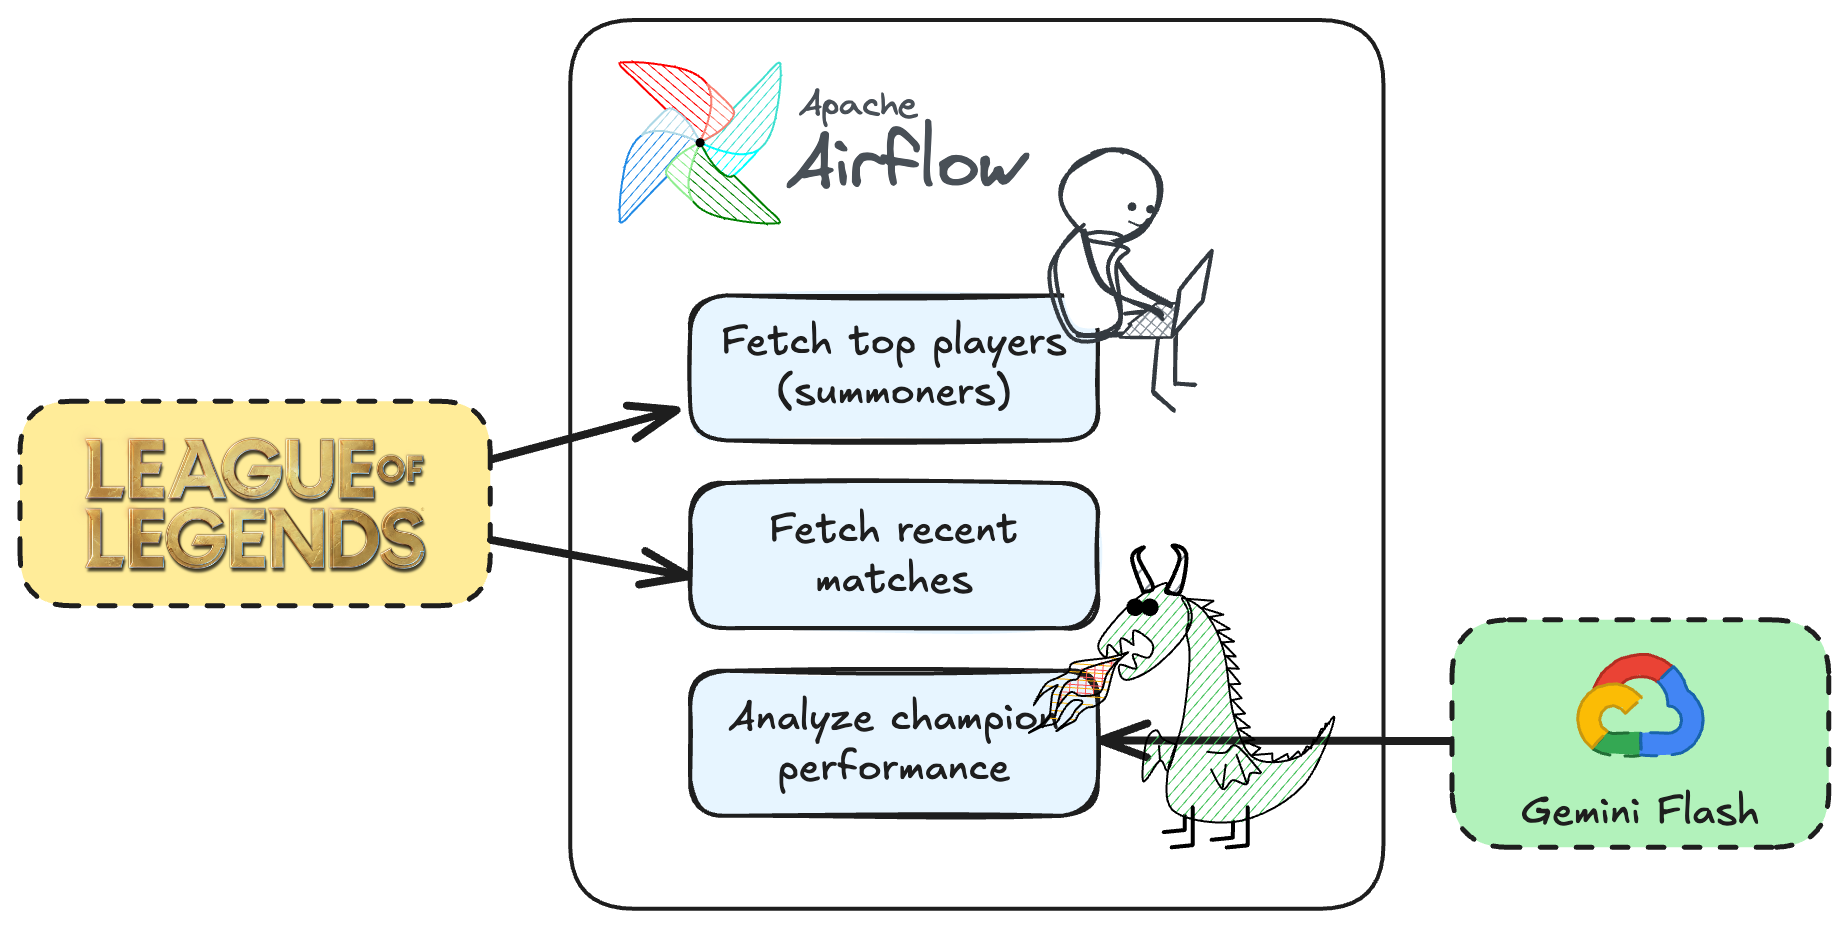 Apache
Airflow
Fetch top players
(summoners)
LEAGUE OF
LEGENDS
Fetch recent
matches
Analyze champion
performance
Gemini Flash